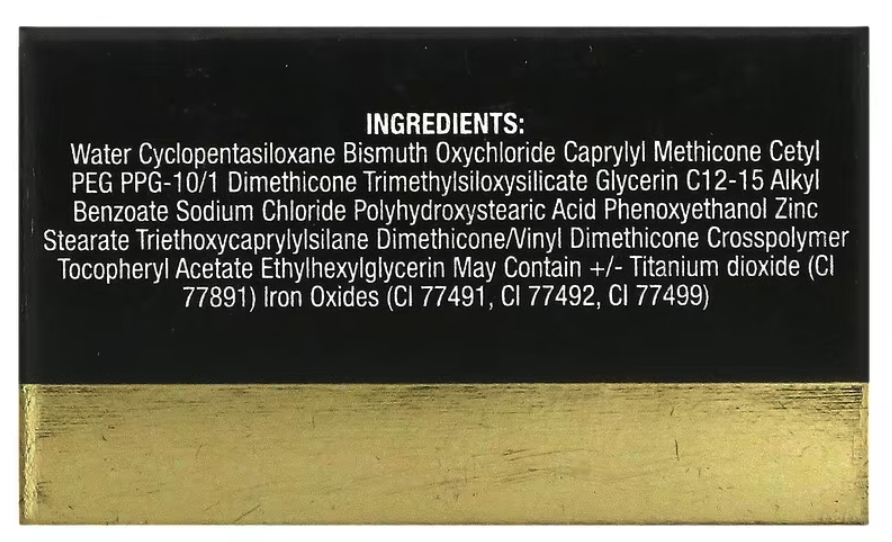 INGREDIENTS:
Water Cyclopentasiloxane Bismuth Oxychloride Caprylyl Methicone Cetyl
PEG PPG-10/1 Dimethicone Trimethylsiloxysilicate Glycerin C12-15 Alkyl
Benzoate Sodium Chloride Polyhydroxystearic Acid Phenoxyethanol Zinc
Stearate Triethoxycaprylylsilane Dimethicone/Vinyl Dimethicone Crosspolymer
Tocopheryl Acetate Ethylhexylglycerin May Contain +/- Titanium dioxide (CI
77891) Iron Oxides (CI 77491, CI 77492, CI 77499)